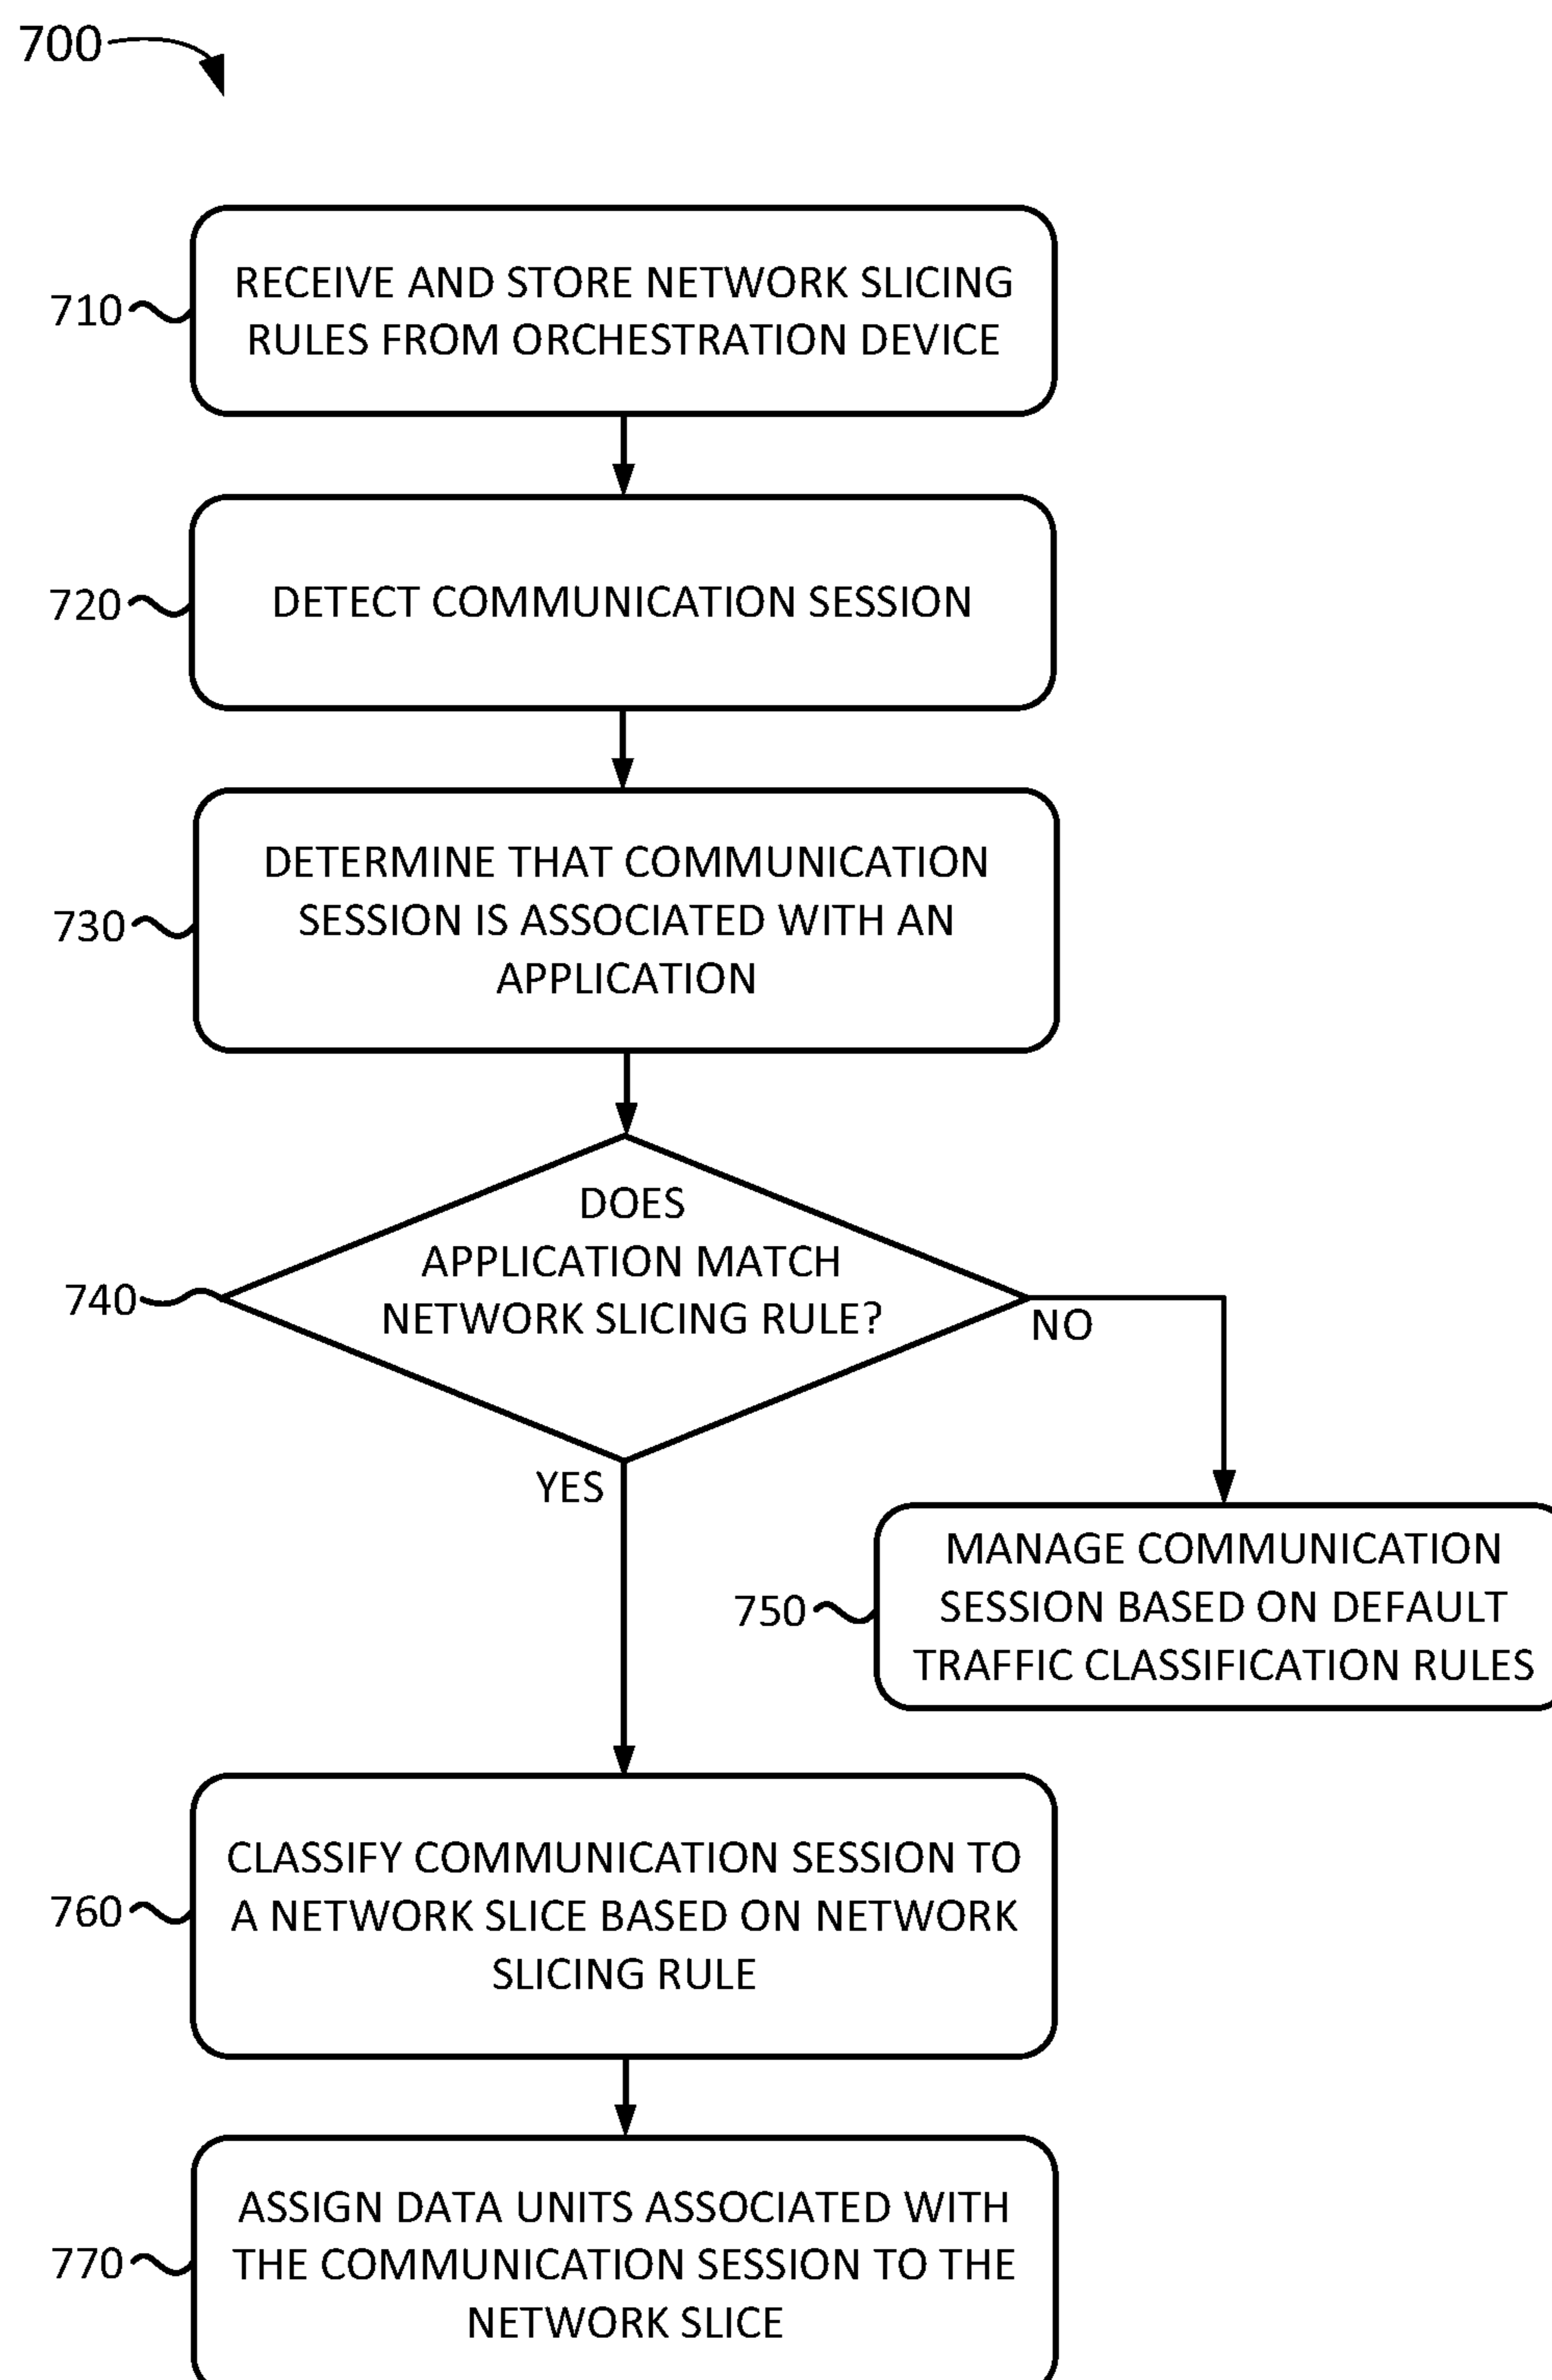 700
710
RECEIVE AND STORE NETWORK SLICING
RULES FROM ORCHESTRATION DEVICE
720
DETECT COMMUNICATION SESSION
730
DETERMINE THAT COMMUNICATION
SESSION IS ASSOCIATED WITH AN
APPLICATION
740
DOES
APPLICATION MATCH
NETWORK SLICING RULE?
NO
YES
750
MANAGE COMMUNICATION
SESSION BASED ON DEFAULT
TRAFFIC CLASSIFICATION RULES
760
CLASSIFY COMMUNICATION SESSION TO
A NETWORK SLICE BASED ON NETWORK
SLICING RULE
770
ASSIGN DATA UNITS ASSOCIATED WITH
THE COMMUNICATION SESSION TO THE
NETWORK SLICE